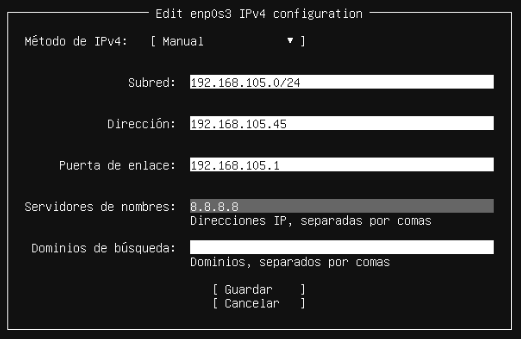 Edit enp0s3 IPv4 configuration
Método de IPv4: [ Manual ▼ ]
Subred: 192.168.105.0/24
Dirección: 192.168.105.45
Puerta de enlace: 192.168.105.1
Servidores de nombres: 8.8.8.8
Direcciones IP, separadas por comas
Dominios de búsqueda:
Dominios, separados por comas
[ Guardar ]
[ Cancelar ]